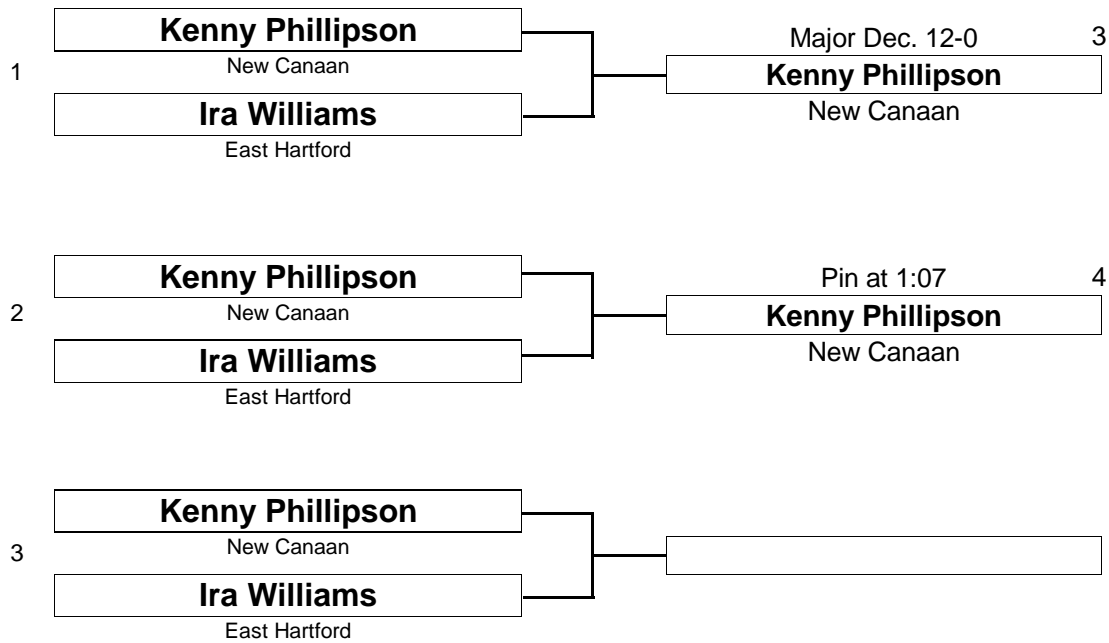 Kenny Phillipson
New Canaan
1
Ira Williams
East Hartford
Major Dec. 12-0 3
Kenny Phillipson
New Canaan
Kenny Phillipson
New Canaan
2
Ira Williams
East Hartford
Pin at 1:07 4
Kenny Phillipson
New Canaan
Kenny Phillipson
New Canaan
3
Ira Williams
East Hartford